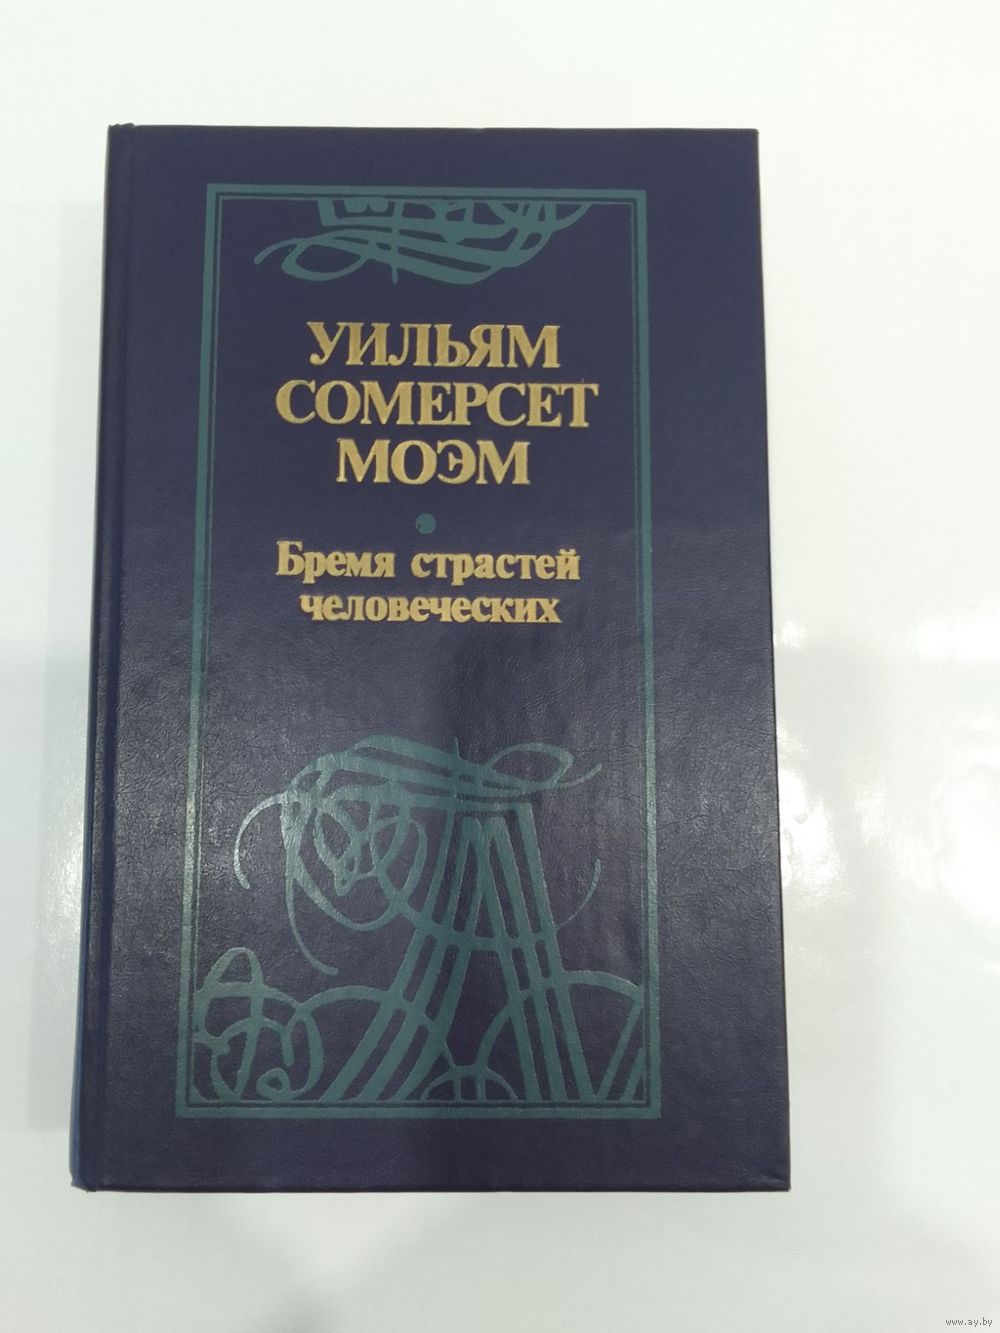 УИЛЬЯМ
СОМЕРСЕТ
МОЭМ
Бремя страстей
человеческих
www.ay.by